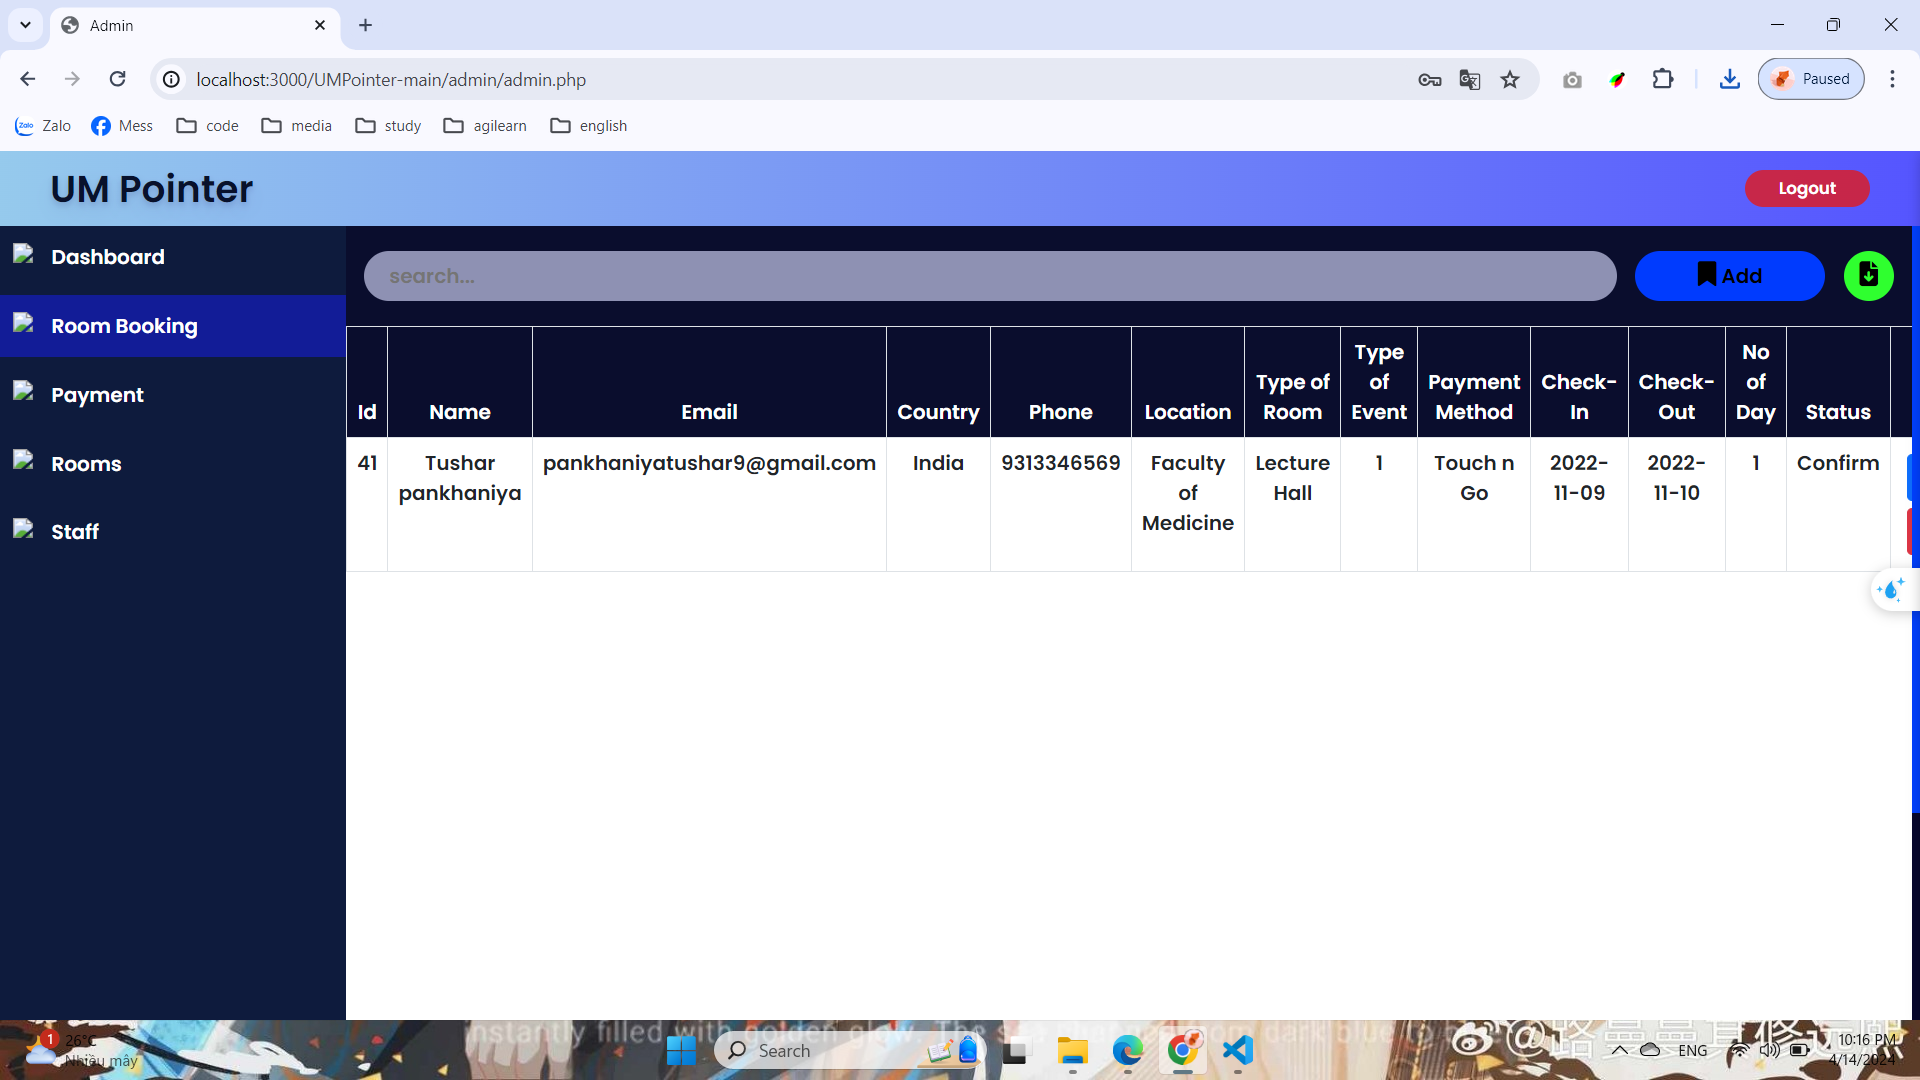 Admin
localhost:3000/UMPointer-main/admin/admin.php
Paused
Zalo Mess code media study agilearn english
UM Pointer
Logout
Dashboard
Room Booking
Payment
Rooms
Staff
search...
Add
Id Name Email Country Phone Location Type of Room Type of Event Payment Method Check-In Check-Out No of Day Status
41 Tushar pankhaniya pankhaniyatushar9@gmail.com India 9313346569 Faculty of Medicine Lecture Hall 1 Touch n Go 2022-11-09 2022-11-10 1 Confirm
instantly filled with golden glow. The
dark blue to
1
26°C
Nhiều mây
Search
ENG
10:16 PM
4/14/2024